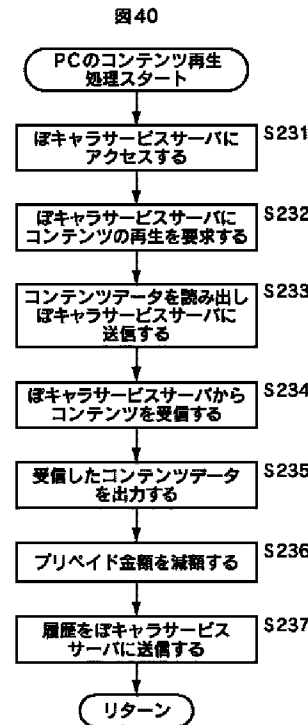 図40
PCのコンテンツ再生
処理スタート
ぽキャラサービスサーバに
アクセスする
S231
ぽキャラサービスサーバに
コンテンツの再生を要求する
S232
コンテンツデータを読み出し
ぽキャラサービスサーバに
送信する
S233
ぽキャラサービスサーバから
コンテンツを受信する
S234
受信したコンテンツデータ
を出力する
S235
プリペイド金額を減額する
S236
履歴をぽキャラサービス
サーバに送信する
S237
リターン